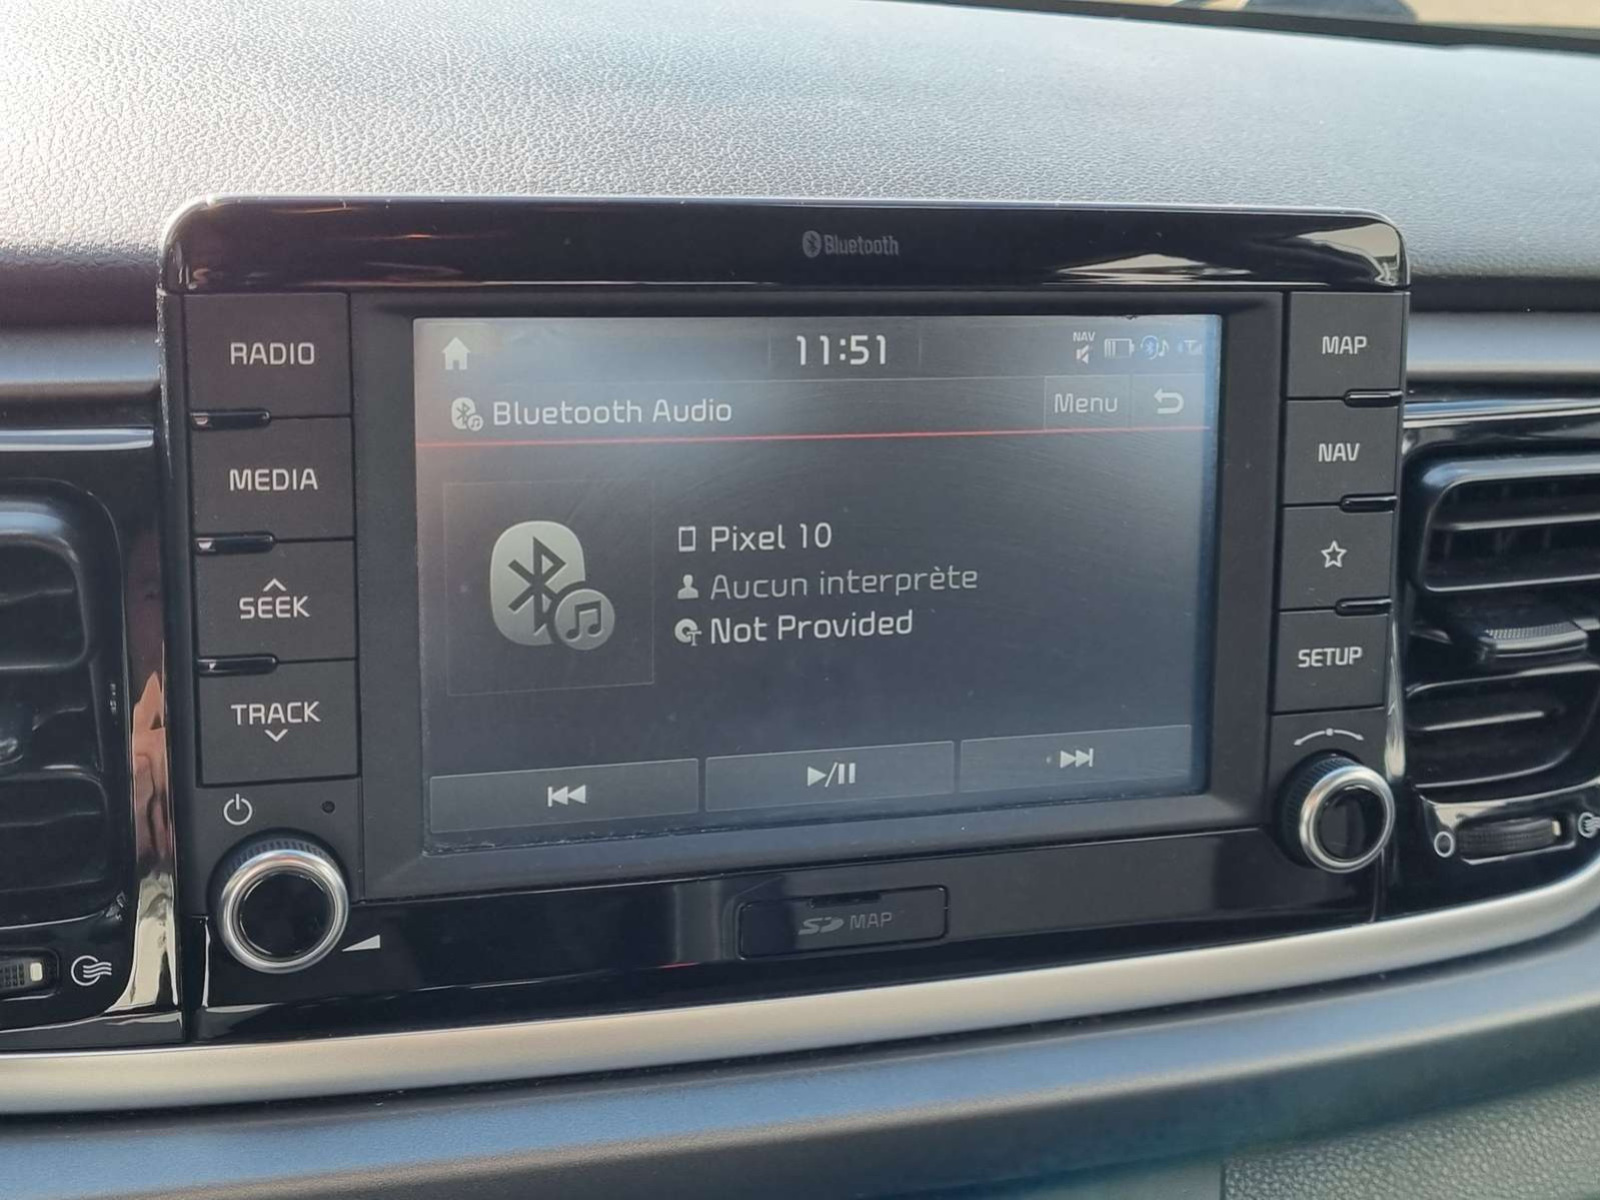 Bluetooth
RADIO
MEDIA
SEEK
TRACK
11:51
NAV
Bluetooth Audio
Menu
Pixel 10
Aucun interprète
Not Provided
MAP
NAV
SETUP
SD MAP